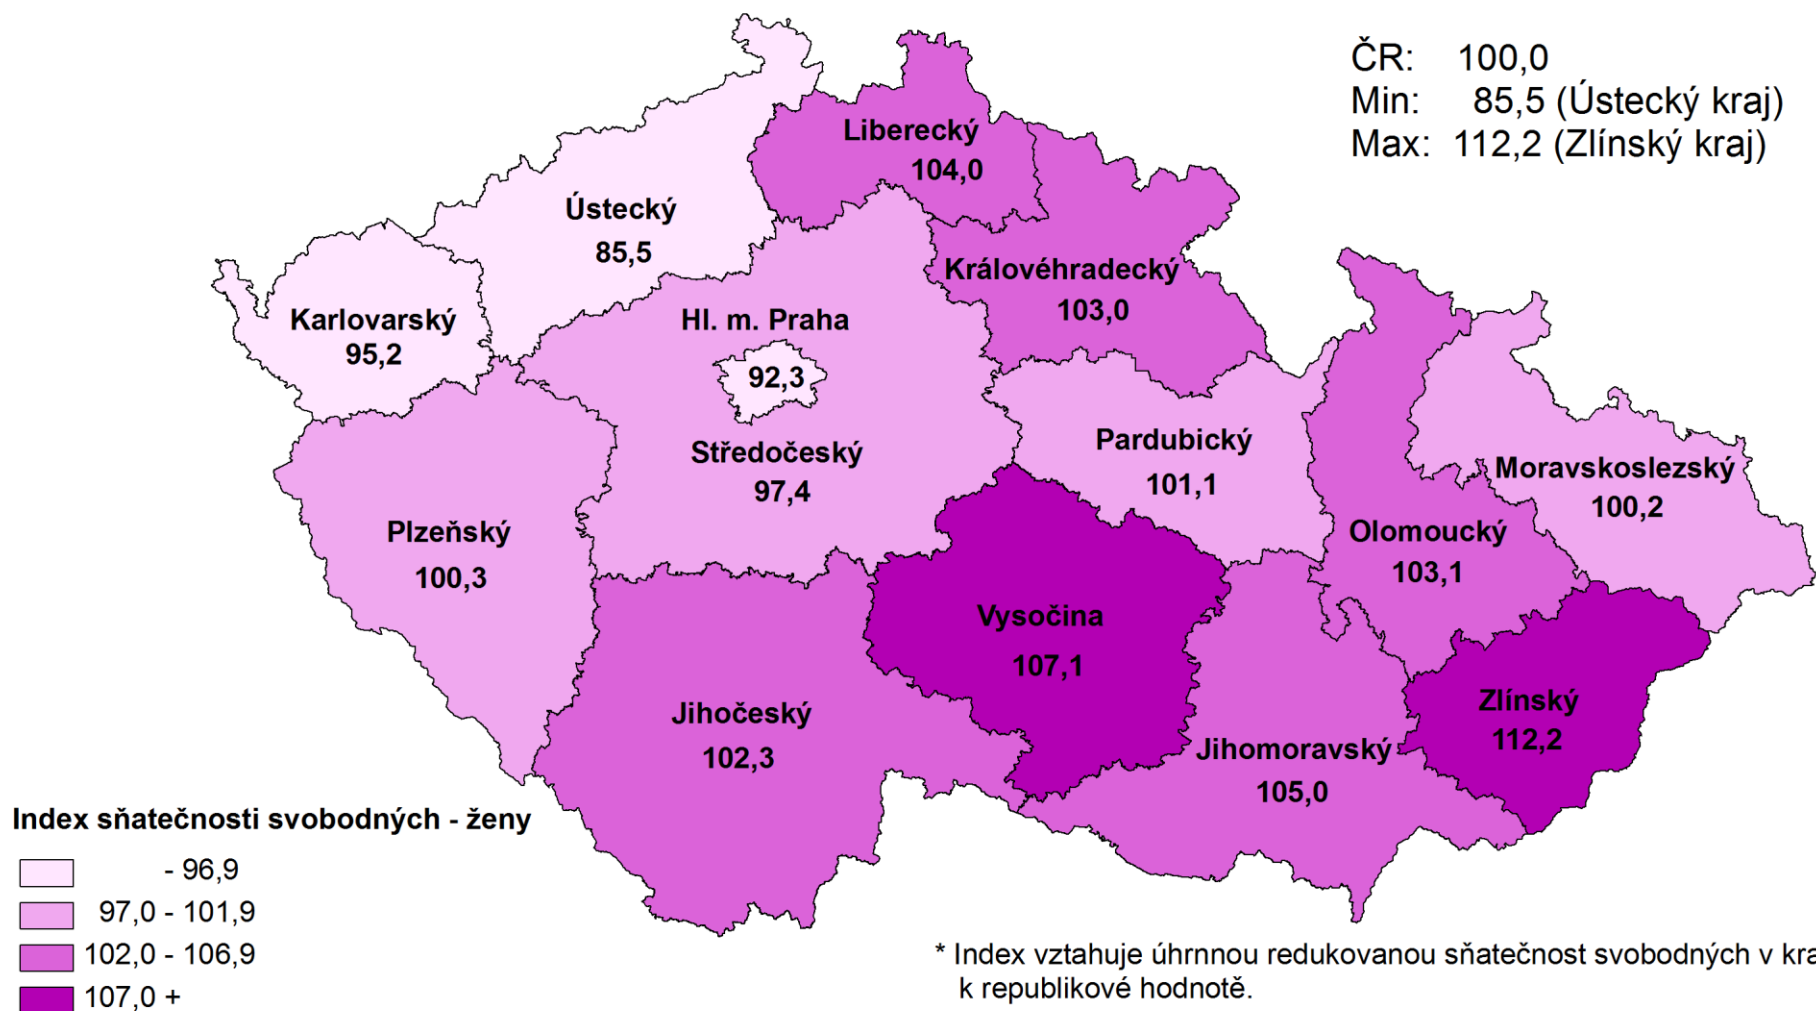 ČR: 100,0
Min: 85,5 (Ústecký kraj)
Max: 112,2 (Zlínský kraj)
Liberecký
104,0
Ústecký
85,5
Královéhradecký
103,0
Karlovarský
95,2
Hl. m. Praha
92,3
Středočeský
97,4
Pardubický
101,1
Moravskoslezský
100,2
Plzeňský
100,3
Olomoucký
103,1
Vysočina
107,1
Jihočeský
102,3
Jihomoravský
105,0
Zlínský
112,2
Index sňatečnosti svobodných - ženy
- 96,9
97,0 - 101,9
102,0 - 106,9
107,0 +
* Index vztahuje úhrnnou redukovanou sňatečnost svobodných v
k republikové hodnotě.